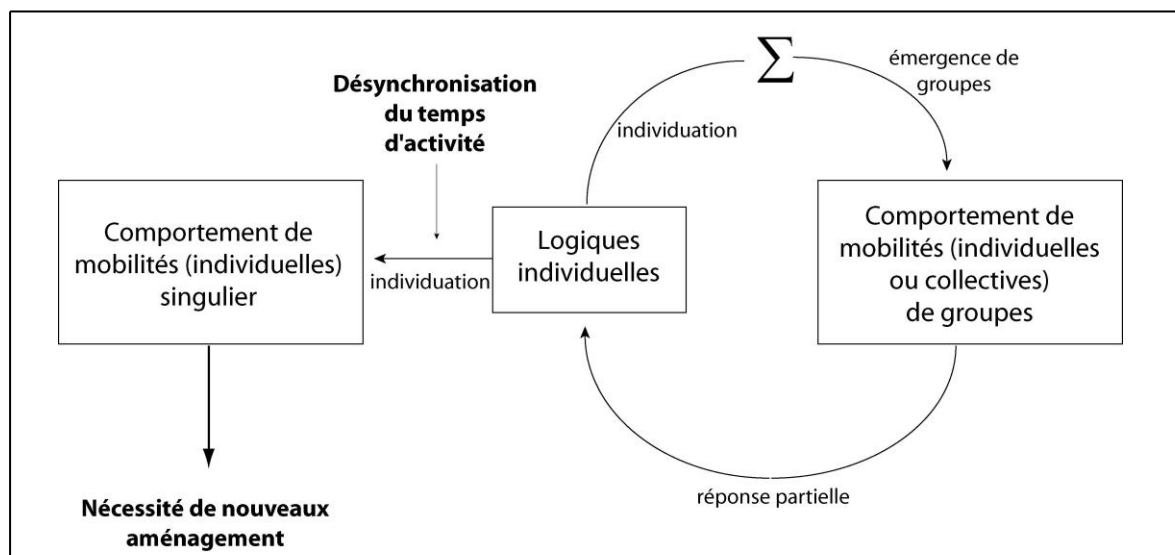 Désynchronisation
du temps
d'activité
individuation
Σ
émergence de
groupes
Comportement de
mobilités (individuelles)
singulier
individuation
Logiques
individuelles
Comportement de
mobilités (individuelles
ou collectives)
de groupes
réponse partielle
Nécessité de nouveaux
aménagement